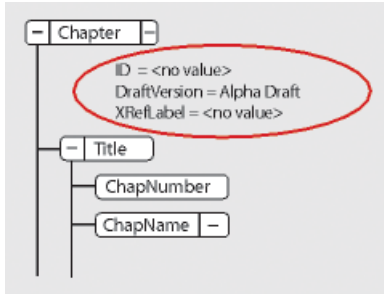 Chapter
ID = <no value>
DraftVersion = Alpha Draft
XRefLabel = <no value>
Title
ChapNumber
ChapName